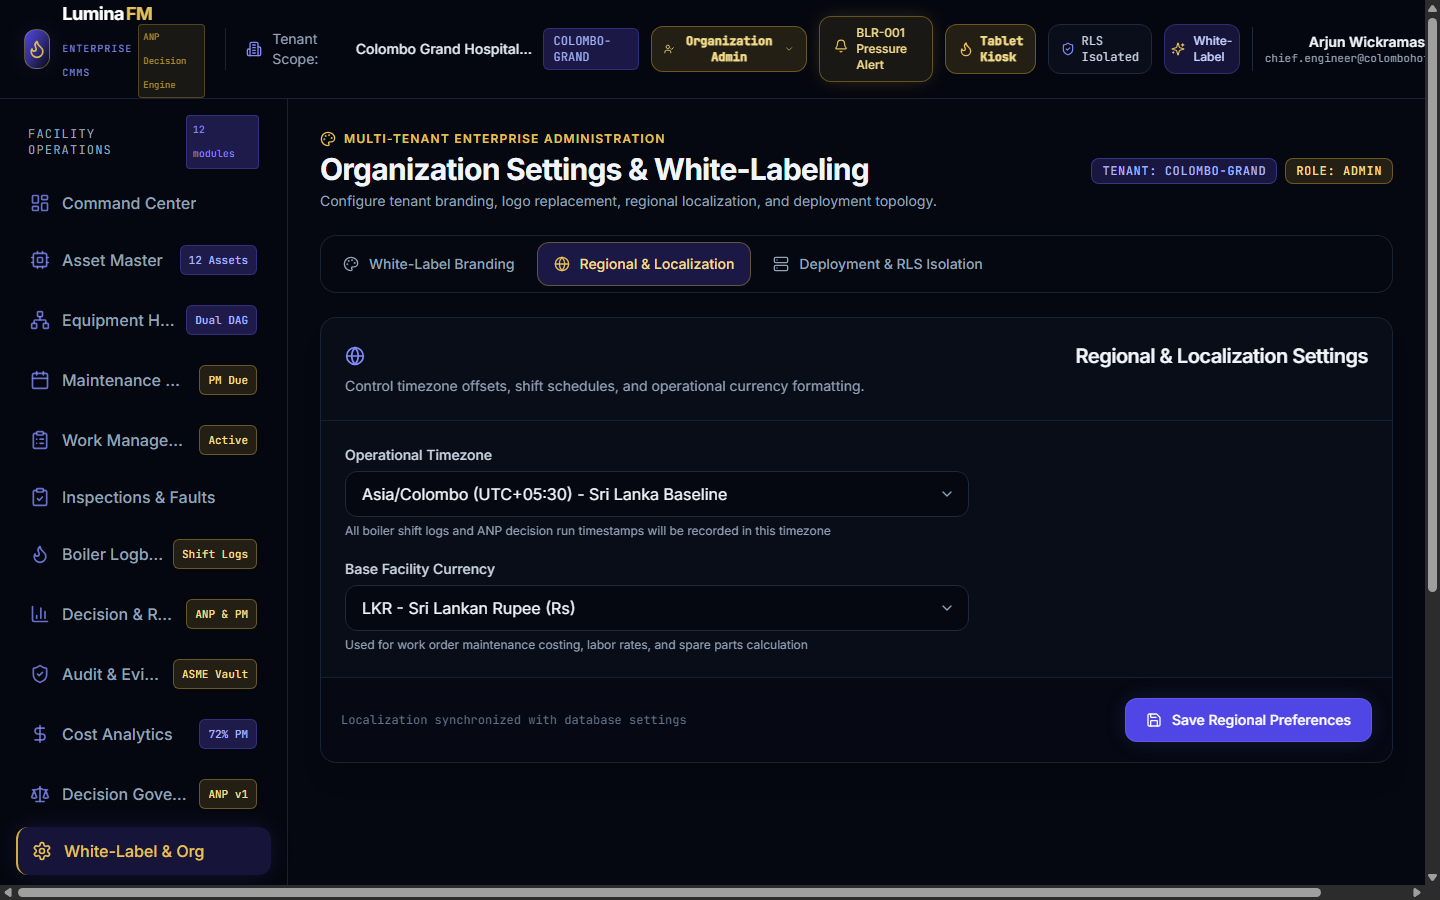 LuminaFM
ENTERPRISE
CMMS
ANP
Decision
Engine
Tenant
Scope:
Colombo Grand Hospital...
COLOMBO-
GRAND
Organization
Admin
BLR-001
Pressure
Alert
Tablet
Kiosk
RLS
Isolated
White-
Label
Arjun Wickramas
chief.engineer@colomboho
FACILITY
OPERATIONS
12
modules
Command Center
Asset Master
12 Assets
Equipment H...
Dual DAG
Maintenance ...
PM Due
Work Manage...
Active
Inspections & Faults
Boiler Logb...
Shift Logs
Decision & R...
ANP & PM
Audit & Evi...
ASME Vault
Cost Analytics
72% PM
Decision Gove...
ANP v1
White-Label & Org
MULTI-TENANT ENTERPRISE ADMINISTRATION
Organization Settings & White-Labeling
Configure tenant branding, logo replacement, regional localization, and deployment topology.
TENANT: COLOMBO-GRAND
ROLE: ADMIN
White-Label Branding
Regional & Localization
Deployment & RLS Isolation
Regional & Localization Settings
Control timezone offsets, shift schedules, and operational currency formatting.
Operational Timezone
Asia/Colombo (UTC+05:30) - Sri Lanka Baseline
All boiler shift logs and ANP decision run timestamps will be recorded in this timezone
Base Facility Currency
LKR - Sri Lankan Rupee (Rs)
Used for work order maintenance costing, labor rates, and spare parts calculation
Localization synchronized with database settings
Save Regional Preferences